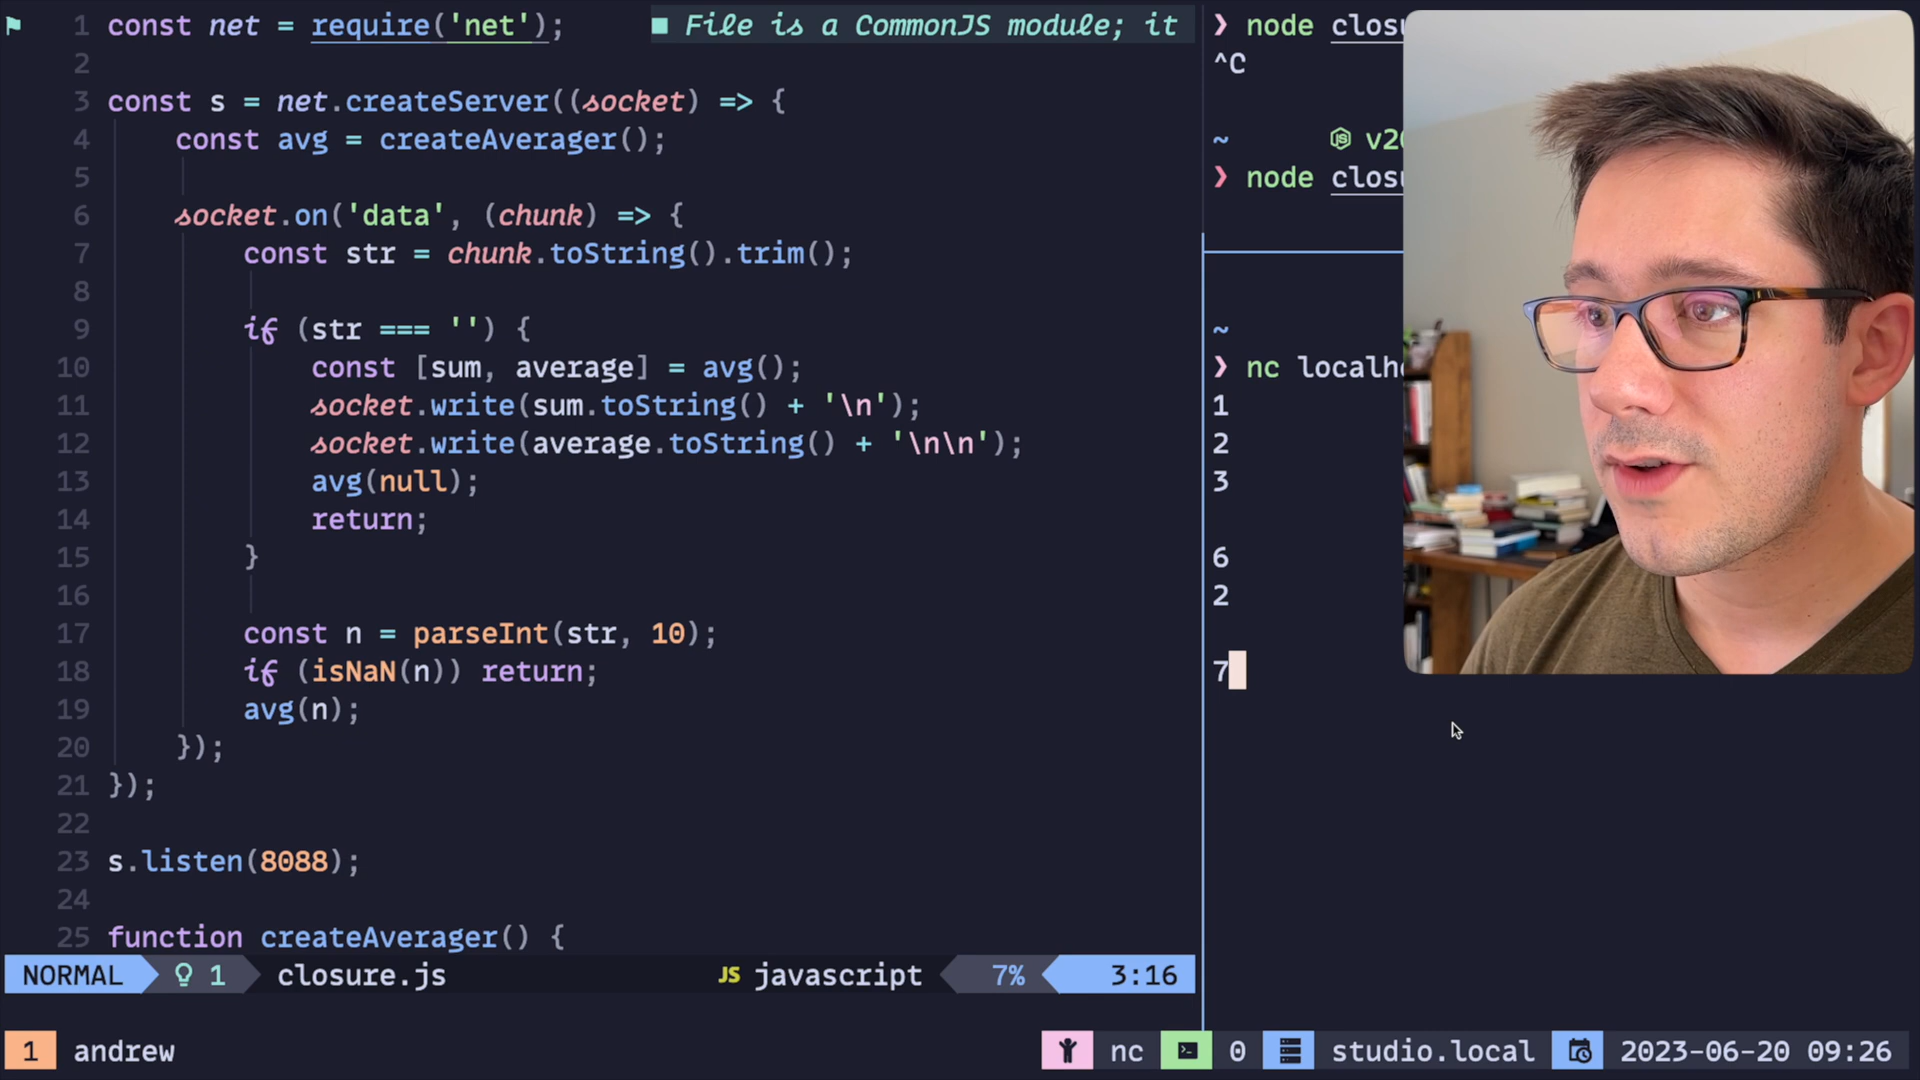 1 const net = require('net'); ■ File is a CommonJS module; it
2
3 const s = net.createServer((socket) => {
4 const avg = createAverager();
5
6 socket.on('data', (chunk) => {
7 const str = chunk.toString().trim();
8
9 if (str === '') {
10 const [sum, average] = avg();
11 socket.write(sum.toString() + '\n');
12 socket.write(average.toString() + '\n\n');
13 avg(null);
14 return;
15 }
16
17 const n = parseInt(str, 10);
18 if (isNaN(n)) return;
19 avg(n);
20 });
21 });
22
23 s.listen(8088);
24
25 function createAverager() {
NORMAL 1 closure.js JS javascript 7% 3:16
❯ node closu
^C
~ v20
❯ node closu
~
❯ nc localho
1
2
3
6
2
7
1 andrew nc 0 studio.local 2023-06-20 09:26